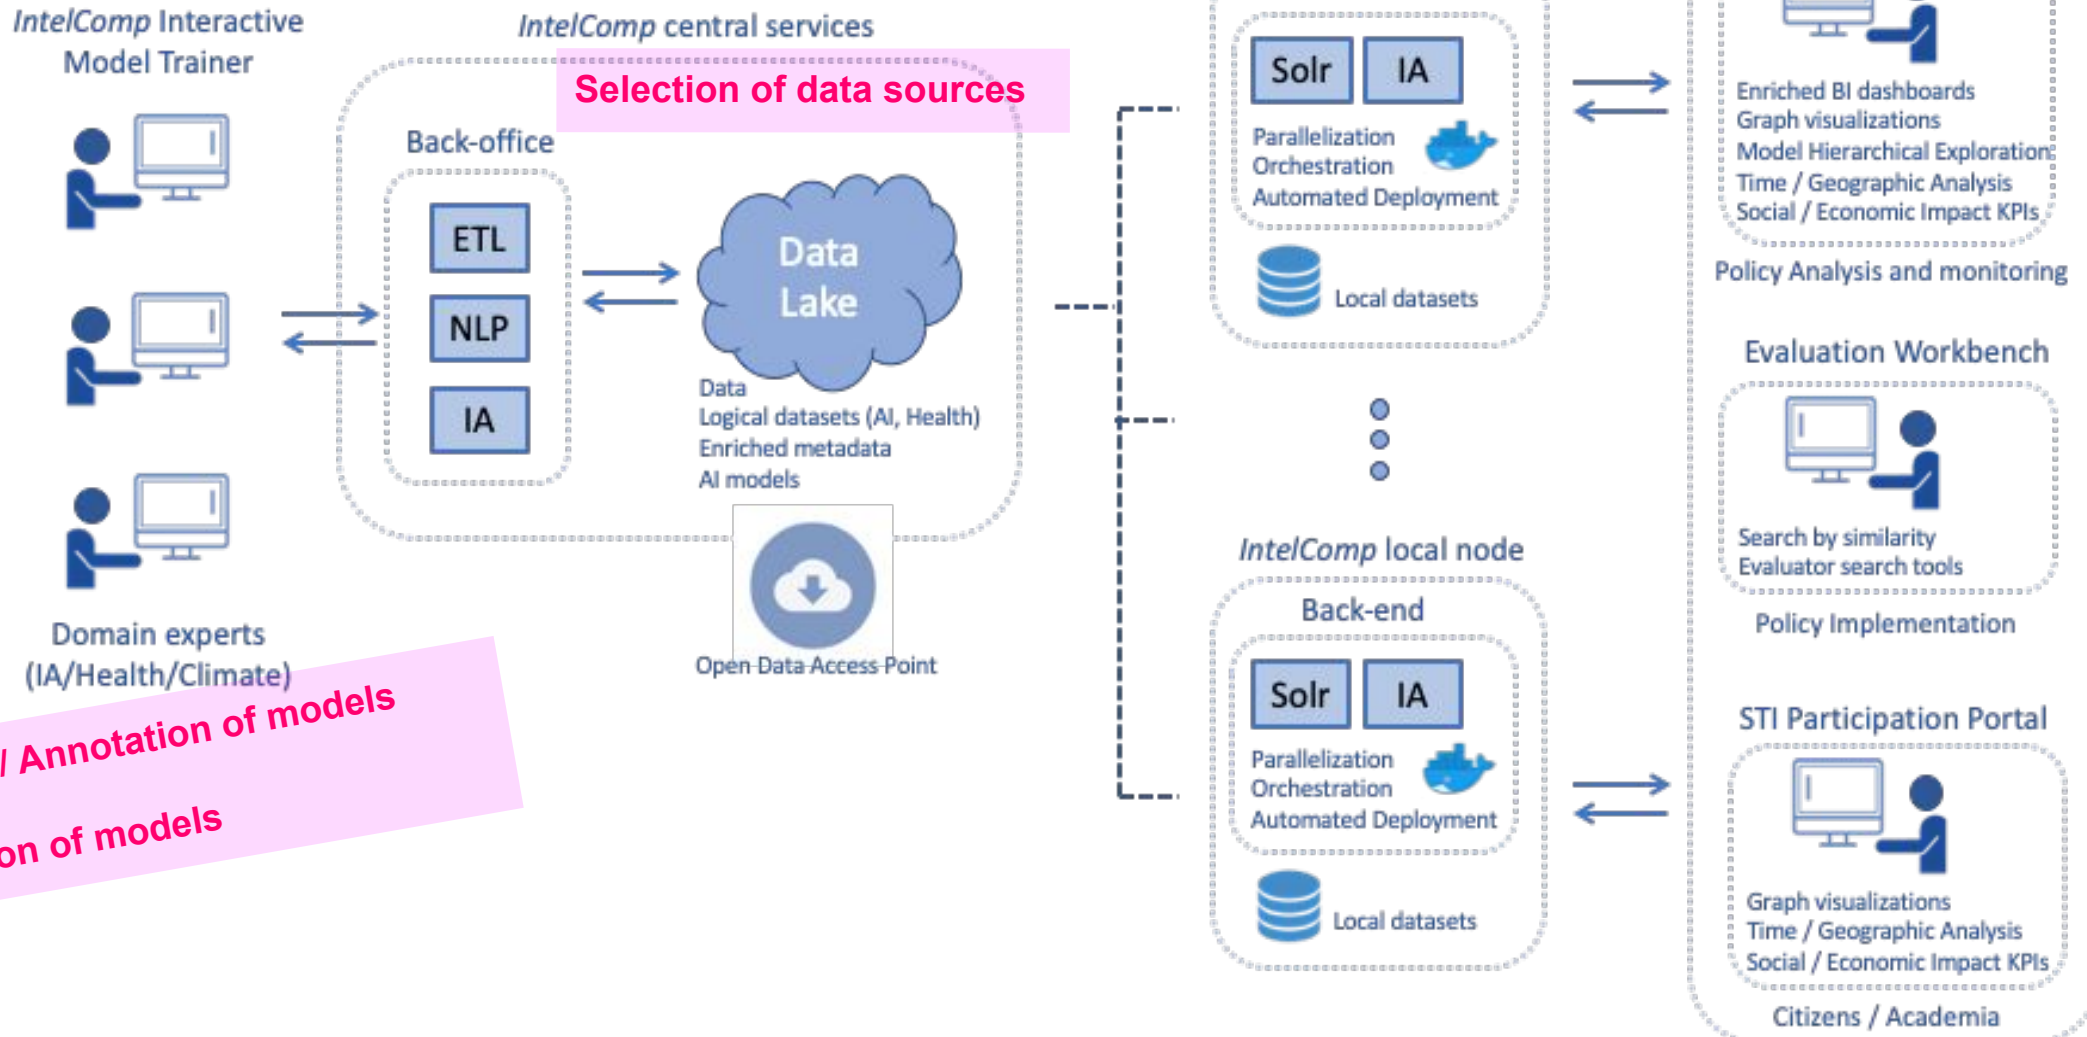 IntelComp Interactive
Model Trainer
Domain experts
(IA/Health/Climate)
/ Annotation of models
on of models
IntelComp central services
Selection of data sources
Back-office
ETL
NLP
IA
Data
Lake
Data
Logical datasets (AI, Health)
Enriched metadata
AI models
Open Data Access Point
Solr
IA
Parallelization
Orchestration
Automated Deployment
Local datasets
IntelComp local node
Back-end
Solr
IA
Parallelization
Orchestration
Automated Deployment
Local datasets
Enriched BI dashboards
Graph visualizations
Model Hierarchical Exploration
Time / Geographic Analysis
Social / Economic Impact KPIs
Policy Analysis and monitoring
Evaluation Workbench
Search by similarity
Evaluator search tools
Policy Implementation
STI Participation Portal
Graph visualizations
Time / Geographic Analysis
Social / Economic Impact KPIs
Citizens / Academia